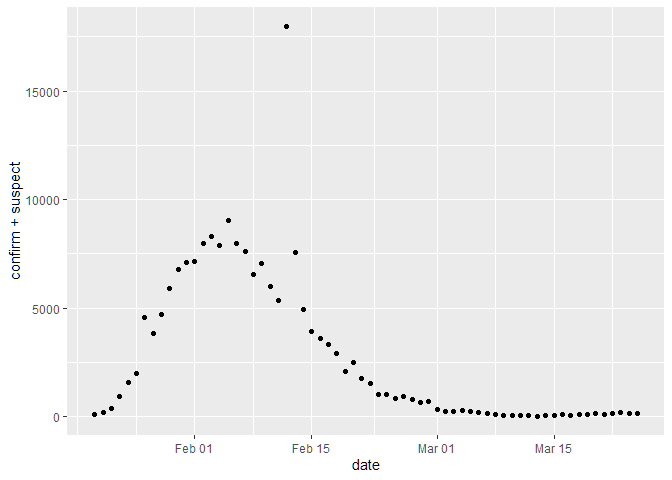 15000
10000
5000
0
confirm + suspect
Feb 01
Feb 15
Mar 01
Mar 15
date